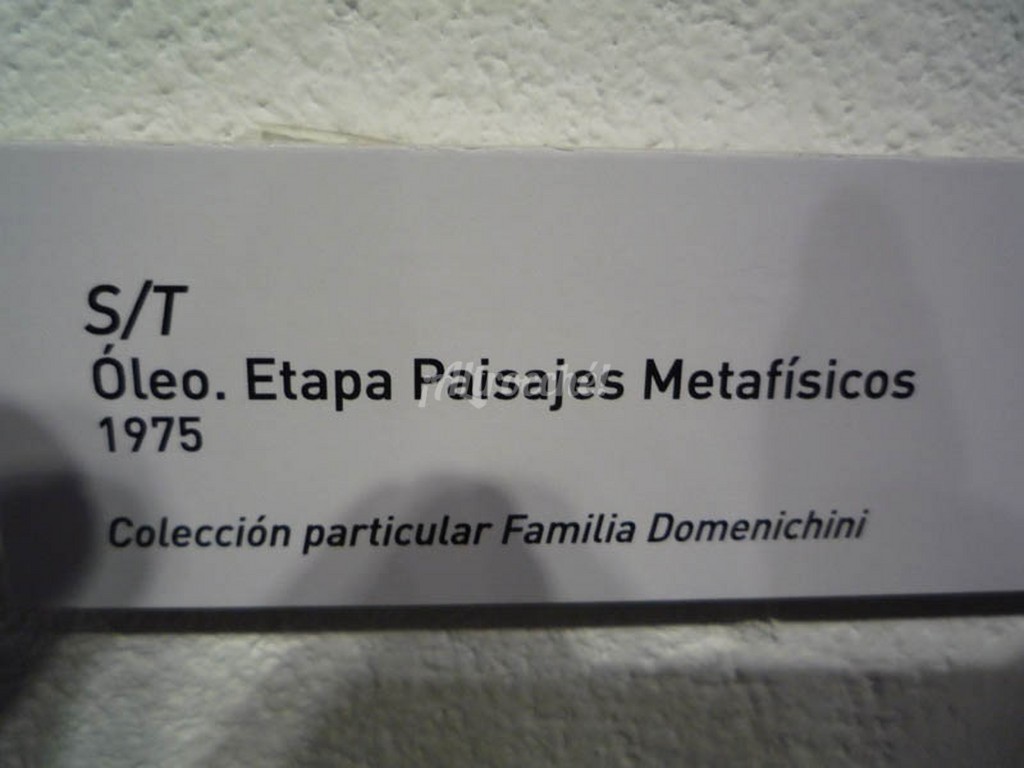 S/T
Óleo. Etapa Paisajes Metafísicos
1975
Colección particular Familia Domenichini